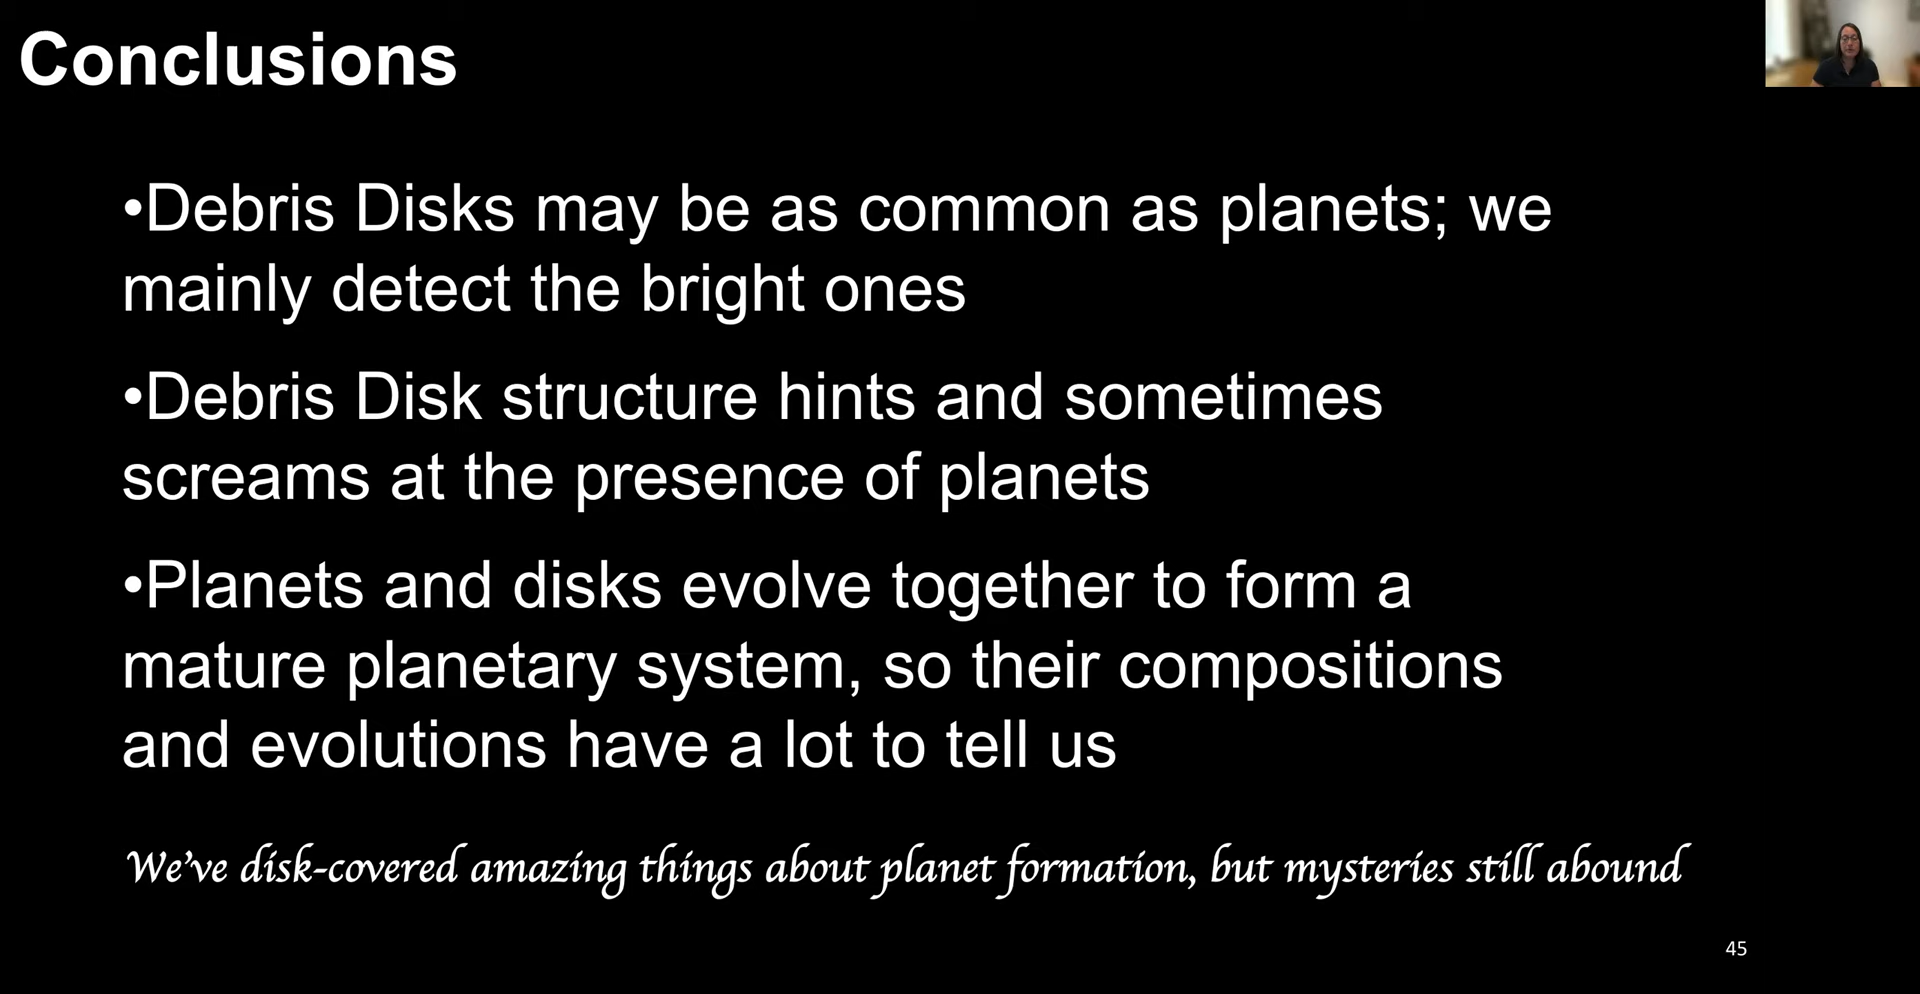 Conclusions
•Debris Disks may be as common as planets; we
mainly detect the bright ones
•Debris Disk structure hints and sometimes
screams at the presence of planets
•Planets and disks evolve together to form a
mature planetary system, so their compositions
and evolutions have a lot to tell us
We've disk-covered amazing things about planet formation, but mysteries still abound
45